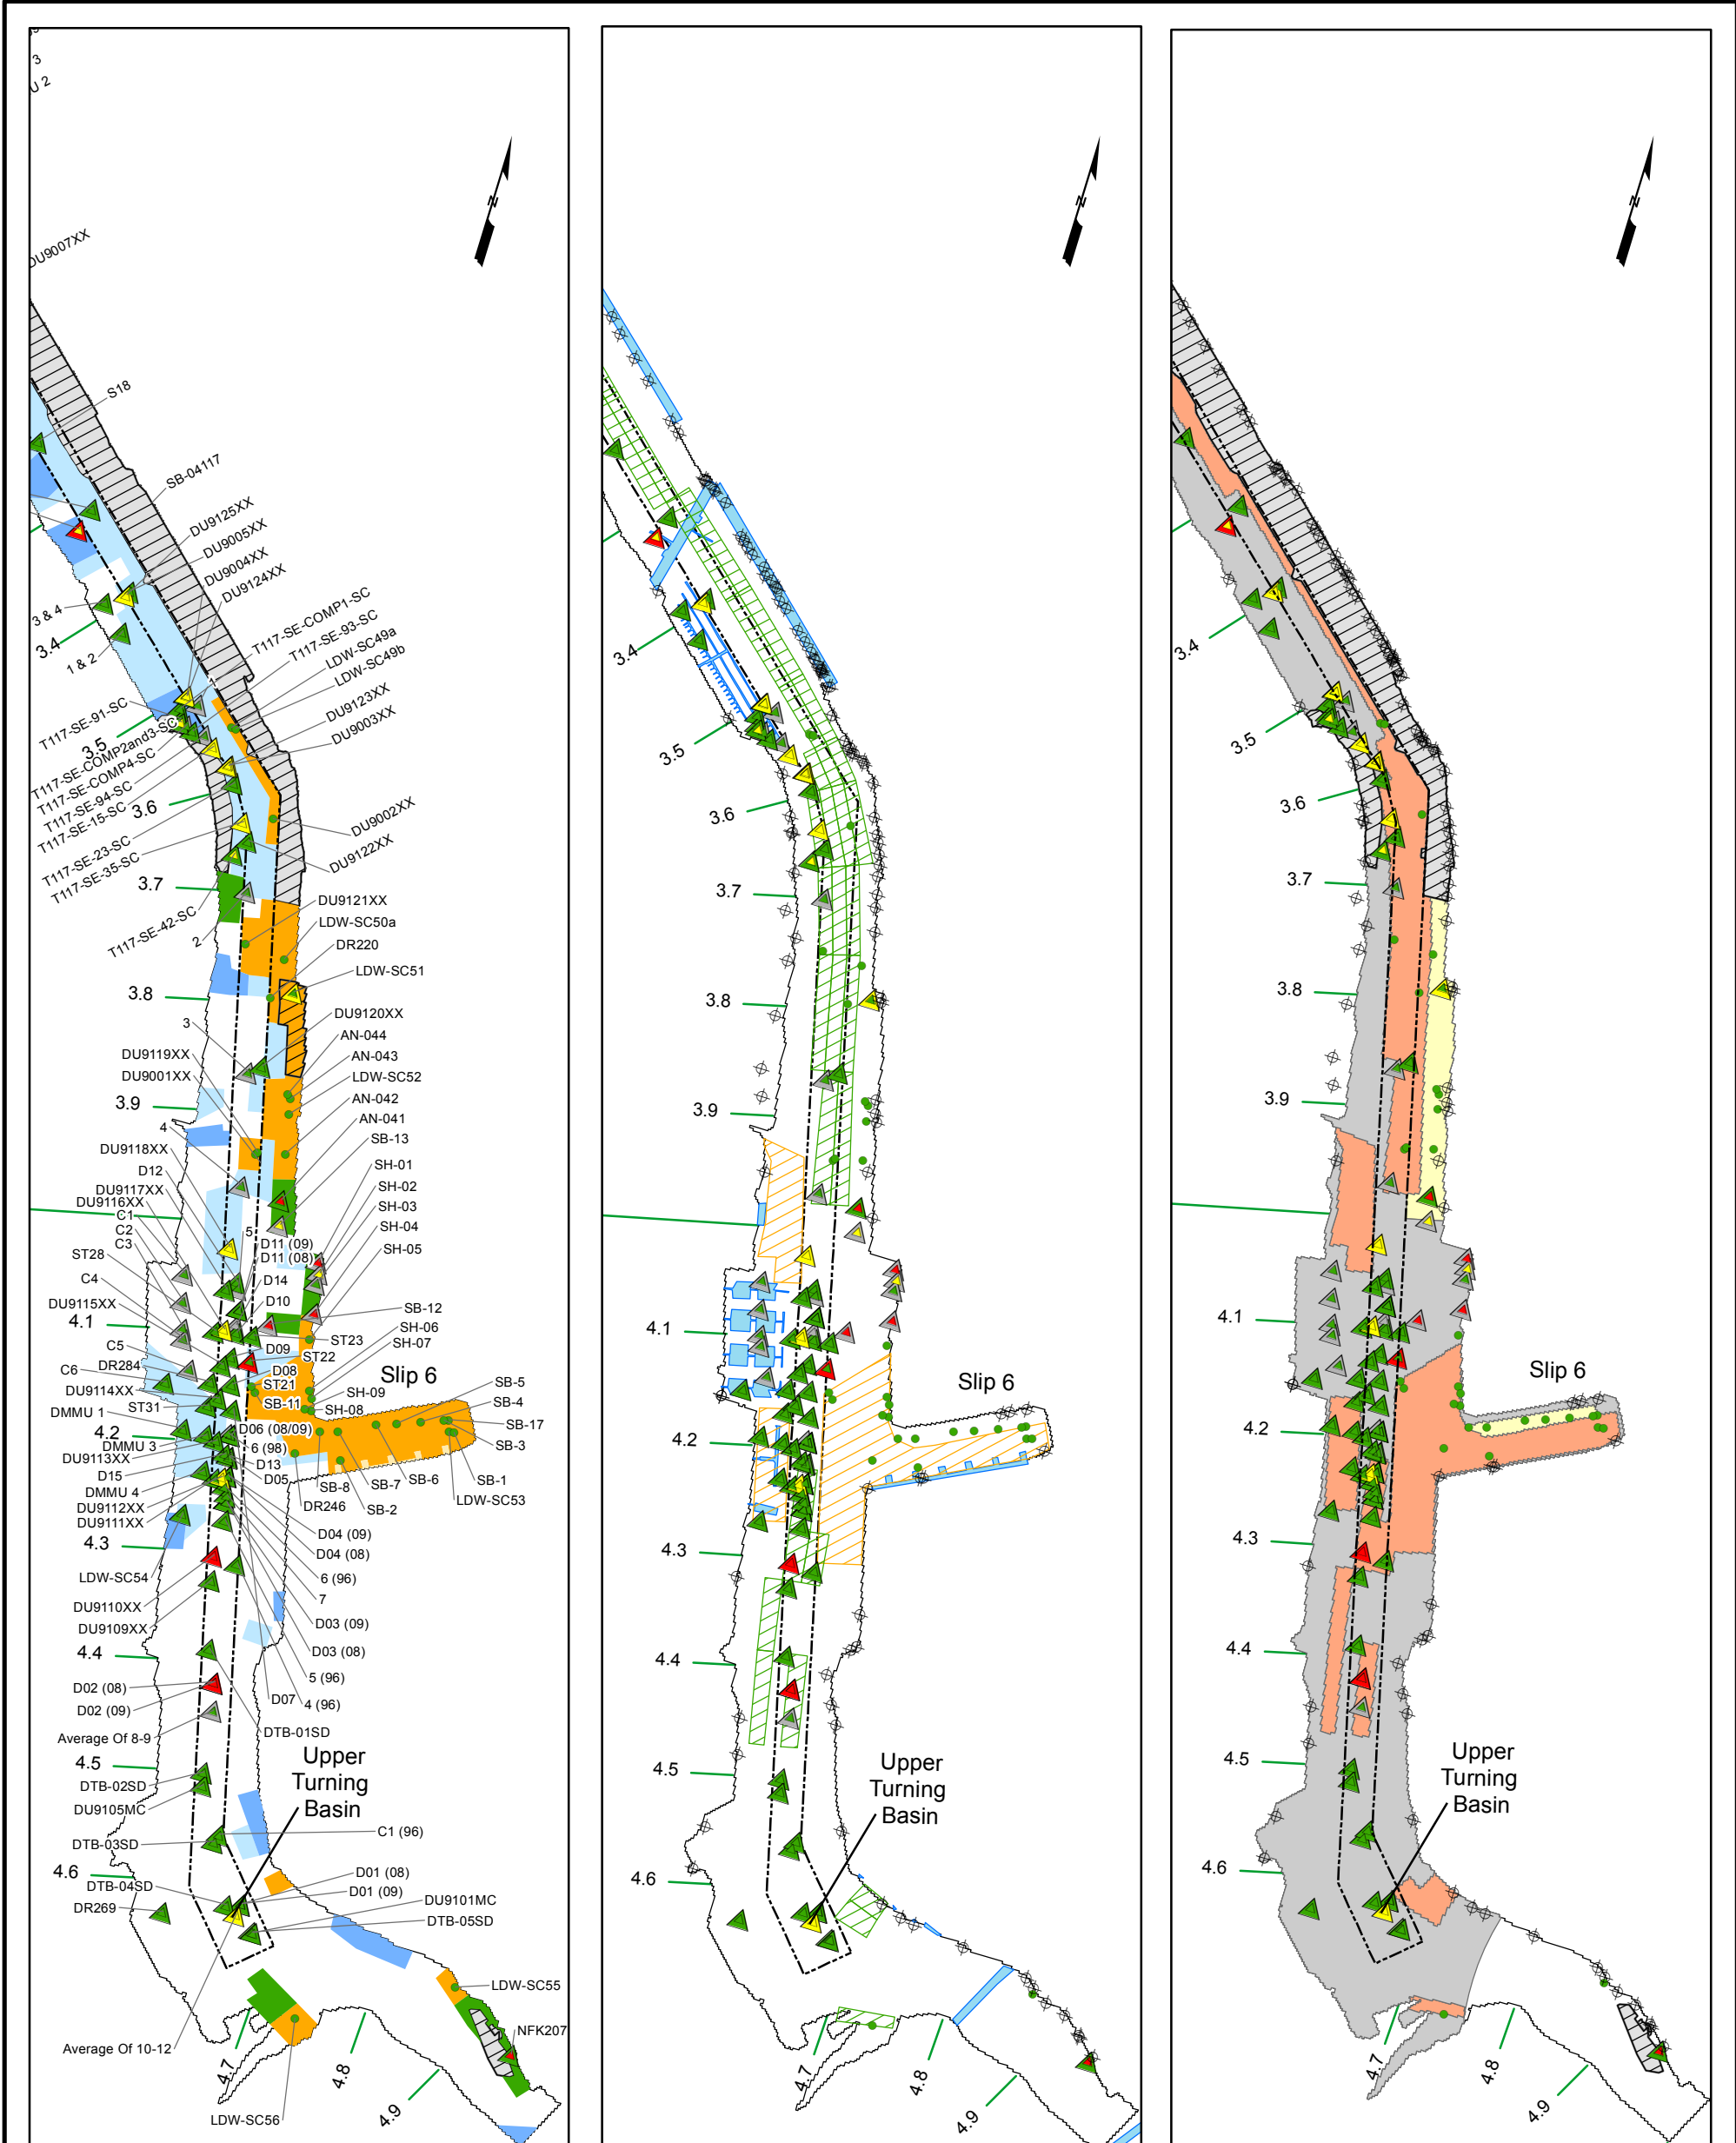 3
U 2
DU9007XX
N
S18
SB-04117
DU9125XX
DU9005XX
DU9004XX
DU9124XX
3 & 4
3.4
1 & 2
T117-SE-COMP1-SC
T117-SE-93-SC
LDW-SC49a
LDW-SC49b
DU9123XX
DU9003XX
T117-SE-91-SC
3.5
T117-SE-COMP2and3-SC
T117-SE-COMP4-SC
T117-SE-94-SC
T117-SE-15-SC
3.6
T117-SE-23-SC
T117-SE-35-SC
DU9002XX
DU9122XX
3.7
T117-SE-42-SC
2
DU9121XX
LDW-SC50a
DR220
LDW-SC51
3.8
3
DU9120XX
AN-044
DU9119XX
AN-043
DU9001XX
LDW-SC52
3.9
AN-042
4
AN-041
DU9118XX
SB-13
D12
SH-01
DU9117XX
SH-02
DU9116XX
C1
SH-03
C2
5
SH-04
C3
D11 (09)
ST28
D11 (08)
SH-05
C4
D14
DU9115XX
D10
SB-12
4.1
SH-06
ST23
SH-07
C5
D09
ST22
DR284
C6
D08
Slip 6
ST21
DU9114XX
SH-09
SB-5
ST31
SB-11
SH-08
SB-4
DMMU 1
SB-17
4.2
D06 (08/09)
DMMU 3
6 (98)
SB-3
DU9113XX
D13
D15
D05
SB-6
SB-1
DMMU 4
SB-8
SB-7
LDW-SC53
DU9112XX
DR246
SB-2
DU9111XX
D04 (09)
4.3
D04 (08)
LDW-SC54
6 (96)
7
DU9110XX
D03 (09)
DU9109XX
4.4
D03 (08)
5 (96)
D02 (08)
D07
4 (96)
D02 (09)
DTB-01SD
Average Of 8-9
4.5
Upper
Turning
Basin
DTB-02SD
DU9105MC
C1 (96)
DTB-03SD
4.6
D01 (08)
DTB-04SD
D01 (09)
DU9101MC
DR269
DTB-05SD
LDW-SC55
NFK207
Average Of 10-12
4.7
4.8
4.9
LDW-SC56
N
3.4
3.5
3.6
3.7
3.8
3.9
4.1
Slip 6
4.2
4.3
4.4
4.5
Upper
Turning
Basin
4.6
4.7
4.8
4.9
N
3.4
3.5
3.6
3.7
3.8
3.9
4.1
Slip 6
4.2
4.3
4.4
4.5
Upper
Turning
Basin
4.6
4.7
4.8
4.9